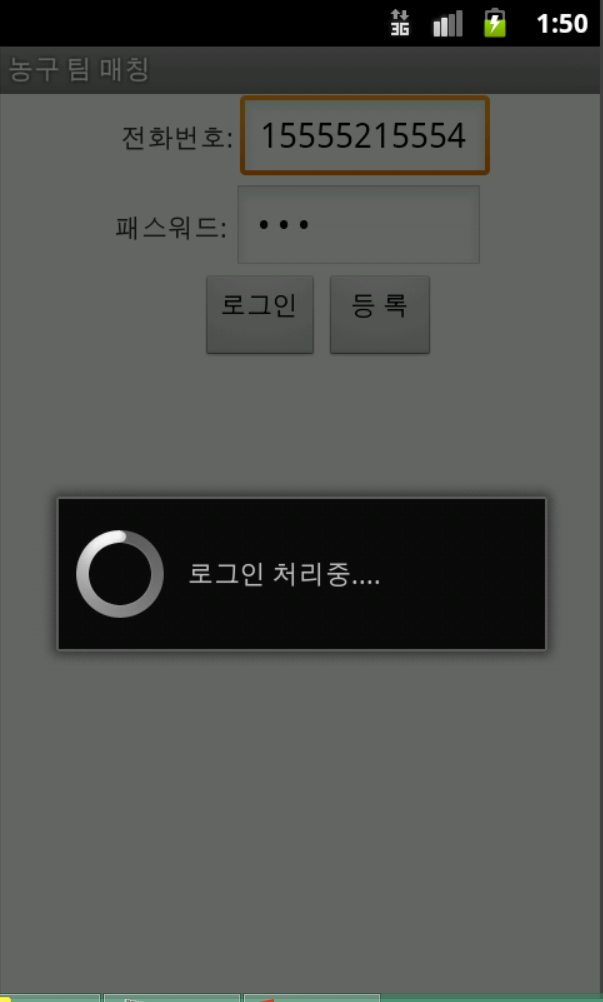 3G 1:50
농구 팀 매칭
전화번호: 15555215554
패스워드: •••
로그인 등 록
로그인 처리중....